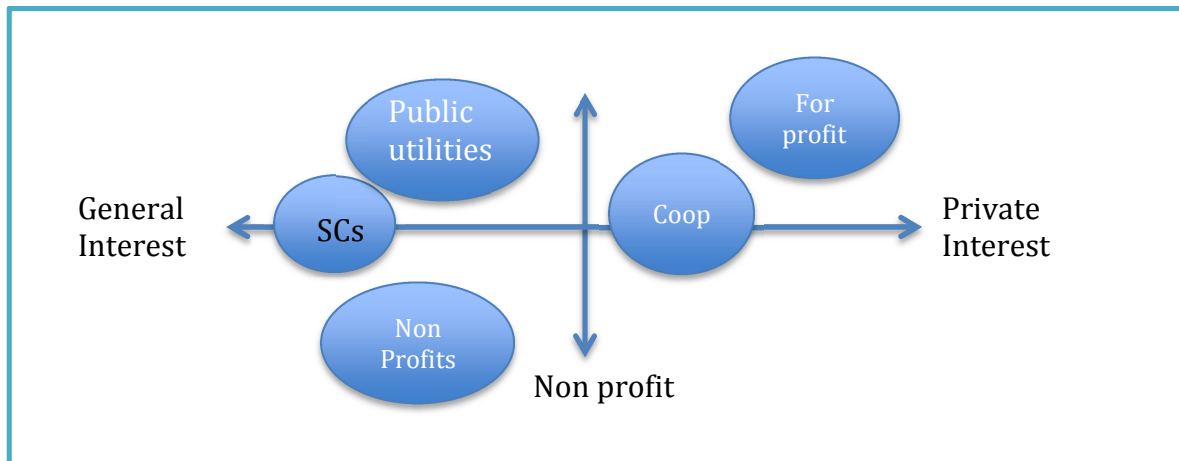 Public
utilities
For
profit
General
Interest
SCs
Coop
Private
Interest
Non
Profits
Non profit